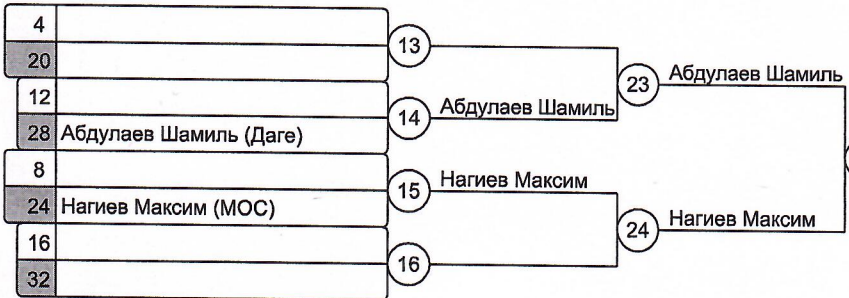 4
20
13
12
28 Абдулаев Шамиль (Даге)
14 Абдулаев Шамиль
23 Абдулаев Шамиль
8
24 Нагиев Максим (МОС)
15 Нагиев Максим
24 Нагиев Максим
16
32
16